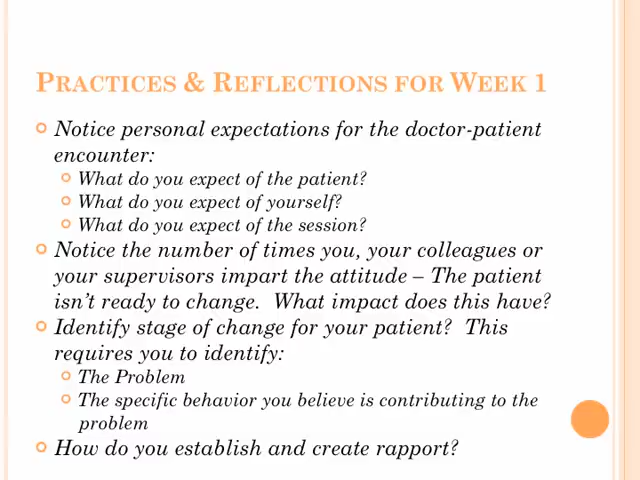 PRACTICES & REFLECTIONS FOR WEEK 1
Notice personal expectations for the doctor-patient
encounter:
What do you expect of the patient?
What do you expect of yourself?
What do you expect of the session?
Notice the number of times you, your colleagues or
your supervisors impart the attitude – The patient
isn’t ready to change.  What impact does this have?
Identify stage of change for your patient?  This
requires you to identify:
The Problem
The specific behavior you believe is contributing to the
problem
How do you establish and create rapport?